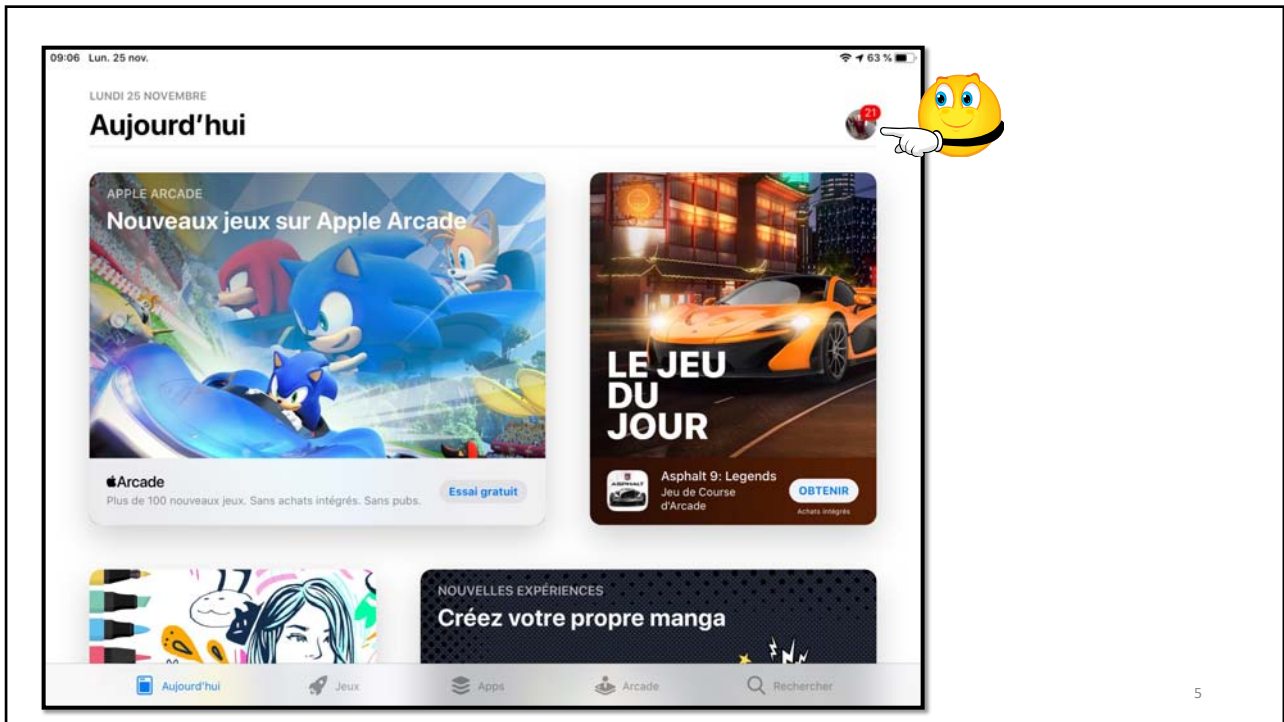 09:06 Lun. 25 nov.
63 %
LUNDI 25 NOVEMBRE
Aujourd'hui
21
APPLE ARCADE
Nouveaux jeux sur Apple Arcade
Arcade
Plus de 100 nouveaux jeux. Sans achats intégrés. Sans pubs.
Essai gratuit
LE JEU
DU
JOUR
ASPHALT
Asphalt 9: Legends
Jeu de Course
d'Arcade
OBTENIR
Achats intégrés
NOUVELLES EXPÉRIENCES
Créez votre propre manga
Aujourd'hui
Jeux
Apps
Arcade
Rechercher
5